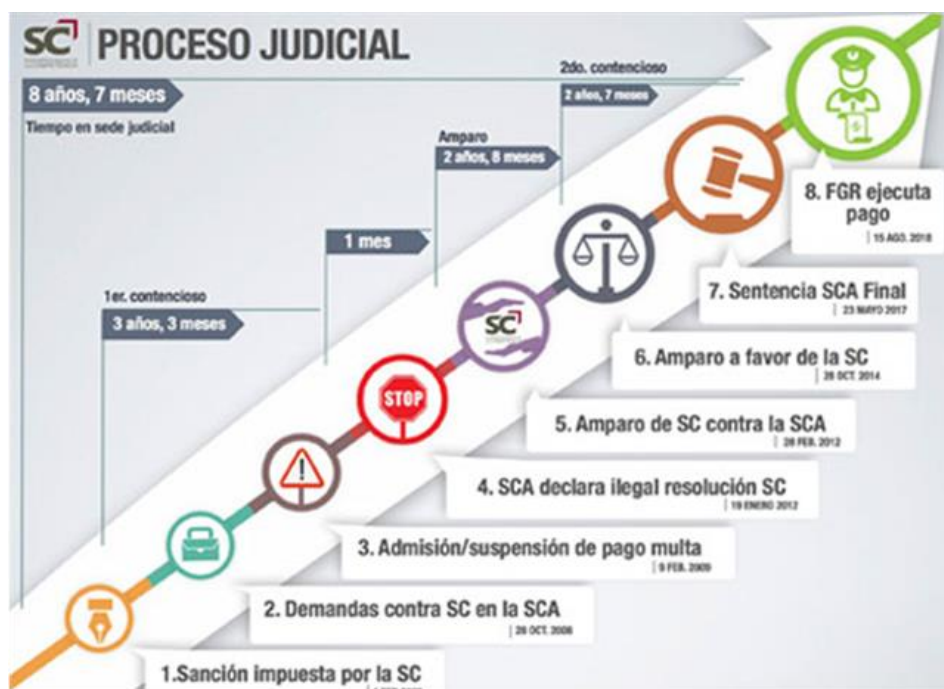 SC PROCESO JUDICIAL
8 años, 7 meses
Tiempo en sede judicial
2do. contencioso
2 años, 7 meses
Amparo
2 años, 8 meses
1 mes
1er. contencioso
3 años, 3 meses
STOP
SC
8. FGR ejecuta
pago
15 AGO. 2018
7. Sentencia SCA Final
23 MAYO 2017
6. Amparo a favor de la SC
28 OCT. 2014
5. Amparo de SC contra la SCA
28 FEB. 2012
4. SCA declara ilegal resolución SC
19 ENERO 2012
3. Admisión/suspensión de pago multa
9 FEB. 2009
2. Demandas contra SC en la SCA
28 OCT.
1.Sanción impuesta por la SC